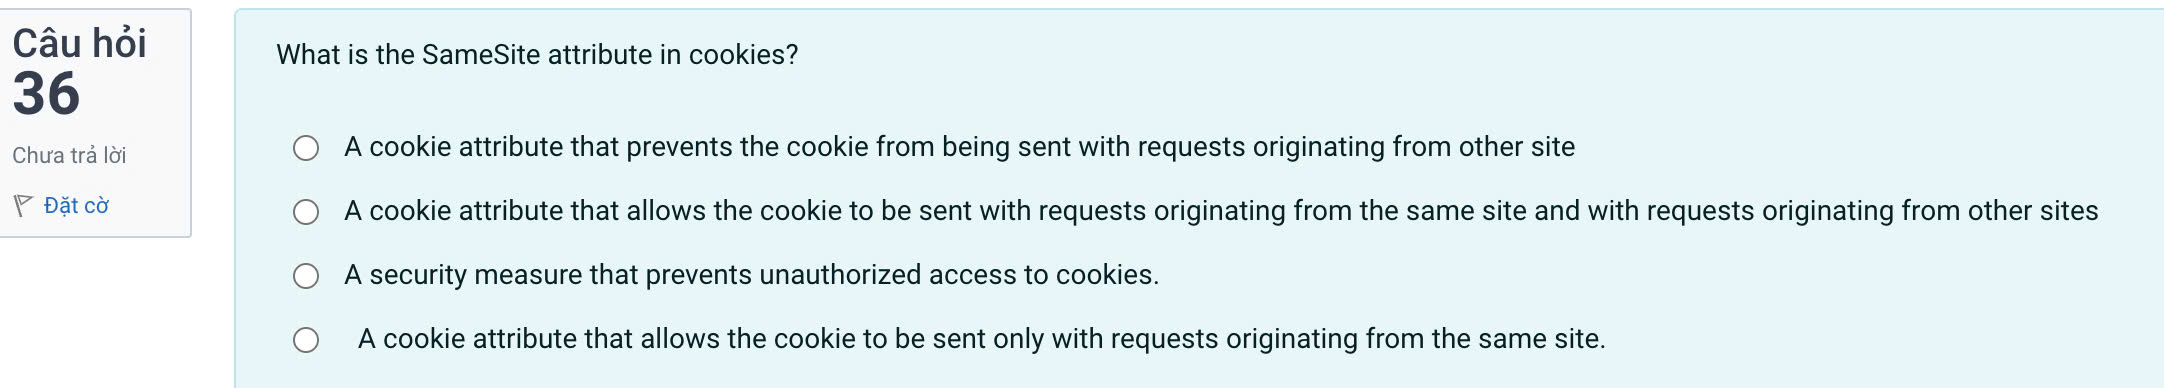 Câu hỏi
36
Chưa trả lời
Đặt cờ
What is the SameSite attribute in cookies?
A cookie attribute that prevents the cookie from being sent with requests originating from other site
A cookie attribute that allows the cookie to be sent with requests originating from the same site and with requests originating from other sites
A security measure that prevents unauthorized access to cookies.
A cookie attribute that allows the cookie to be sent only with requests originating from the same site.